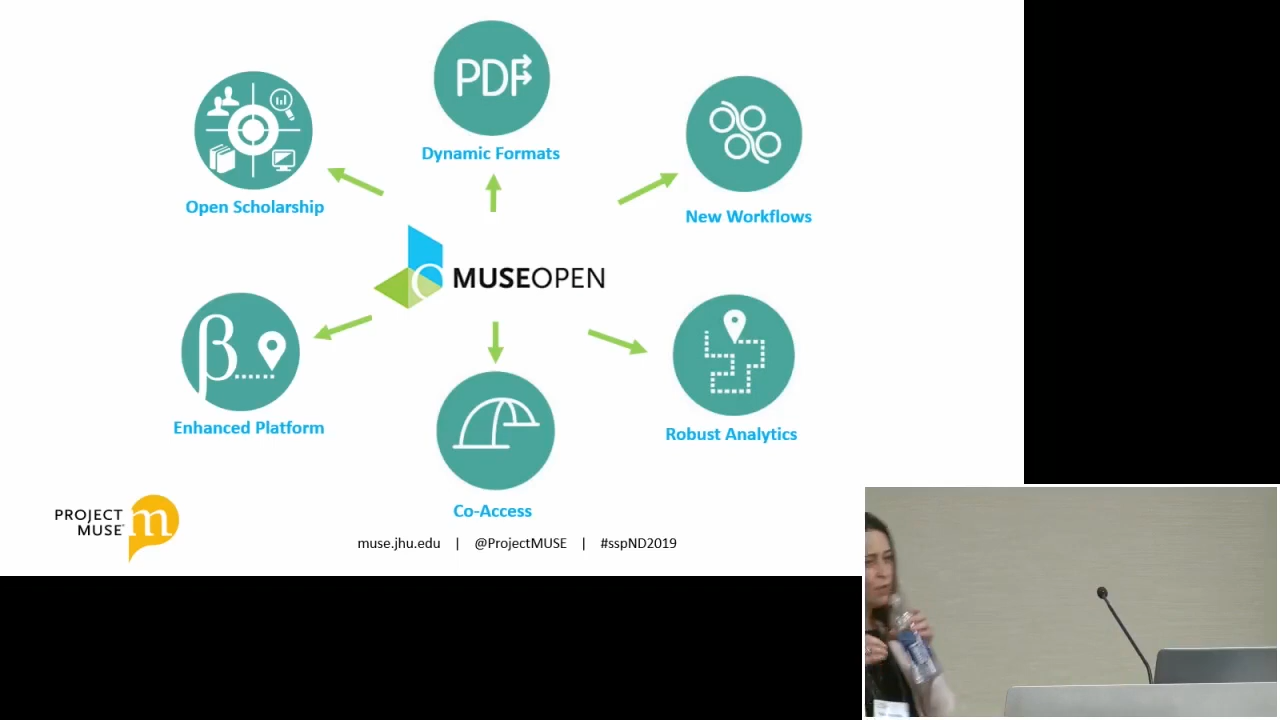 PDF
Dynamic Formats
Open Scholarship
New Workflows
MUSEOPEN
β
Enhanced Platform
Robust Analytics
Co-Access
PROJECT
MUSE
m
muse.jhu.edu | @ProjectMUSE | #sspND2019